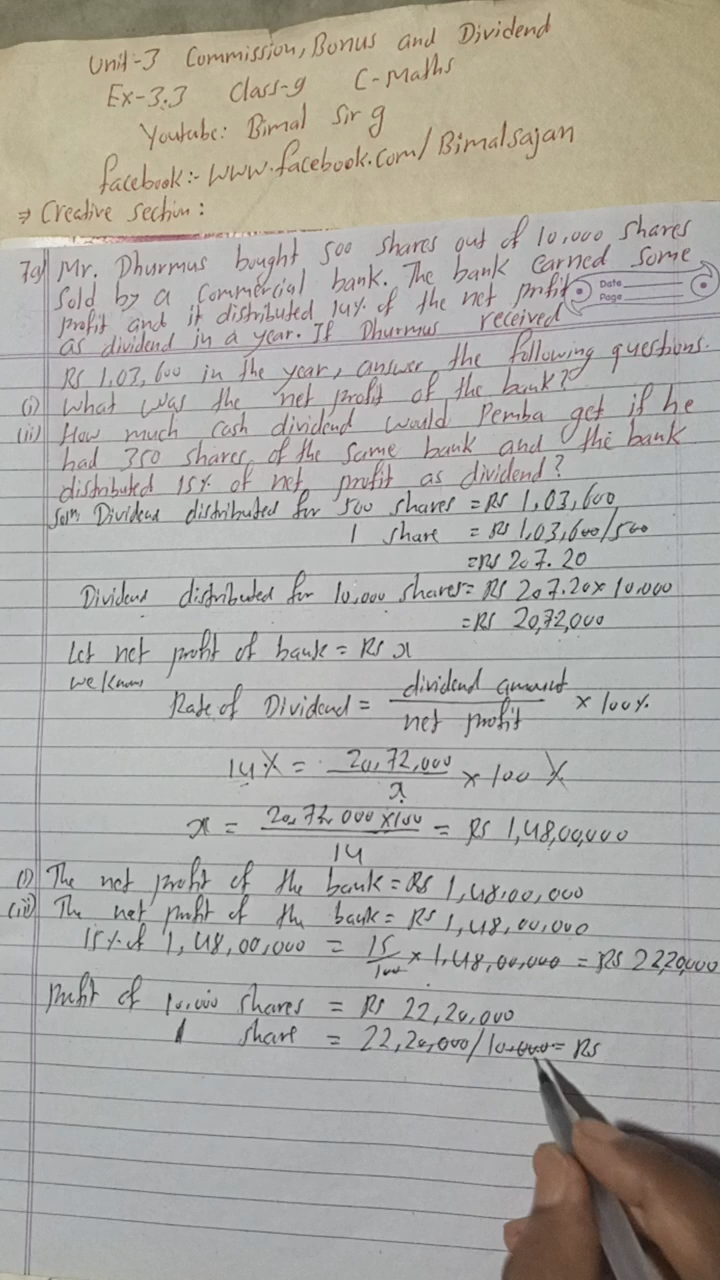 Unit-3 Commission, Bonus and Dividend
Ex-3.3 Class-9 C-Maths
Youtube: Bimal Sir g
facebook:- www.facebook.com/Bimalsajan
⇒ Creative section:
7a) Mr. Dhurmus bought 500 shares out of 10,000 shares
sold by a commercial bank. The bank earned some
profit and it distributed 14% of the net profit
Date
Page
as dividend in a year. If Dhurmus received
Rs 1,03,600 in the year, answer the following questions.
(i) What was the net profit of the bank?
(ii) How much cash dividend would Pemba get if he
had 350 shares of the same bank and the bank
distributed 15% of net profit as dividend?
Soln Dividend distributed for 500 shares = Rs 1,03,600
1 share = Rs 1,03,600/500
= Rs 207.20
Dividend distributed for 10,000 shares = Rs 207.20 x 10,000
= Rs 20,72,000
Let net profit of bank = Rs x
we know
Rate of Dividend = dividend amount / net profit x 100%
14% = 20,72,000 / x x 100%
x = 20,72,000 x 100 / 14 = Rs 1,48,00,000
(i) The net profit of the bank = Rs 1,48,00,000
(ii) The net profit of the bank = Rs 1,48,00,000
15% of 1,48,00,000 = 15/100 x 1,48,00,000 = Rs 2220,000
profit of 10,000 shares = Rs 22,20,000
1 share = 22,20,000/10,000 = Rs